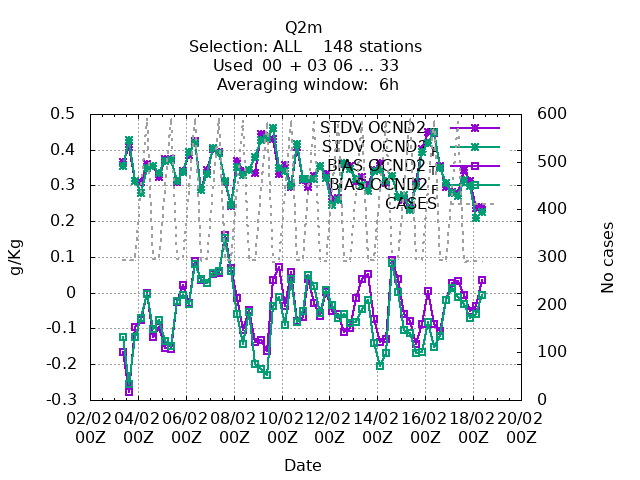 Q2m
Selection: ALL 148 stations
Used 00 + 03 06 ... 33
Averaging window: 6h
g/Kg
No cases
0.5
0.4
0.3
0.2
0.1
0
-0.1
-0.2
-0.3
600
500
400
300
200
100
0
STDV OCND2
STDV OCND2
BIAS OCND2 T
BIAS OCND2 F
CASES
02/02 04/02 06/02 08/02 10/02 12/02 14/02 16/02 18/02 20/02
00Z 00Z 00Z 00Z 00Z 00Z 00Z 00Z 00Z 00Z
Date